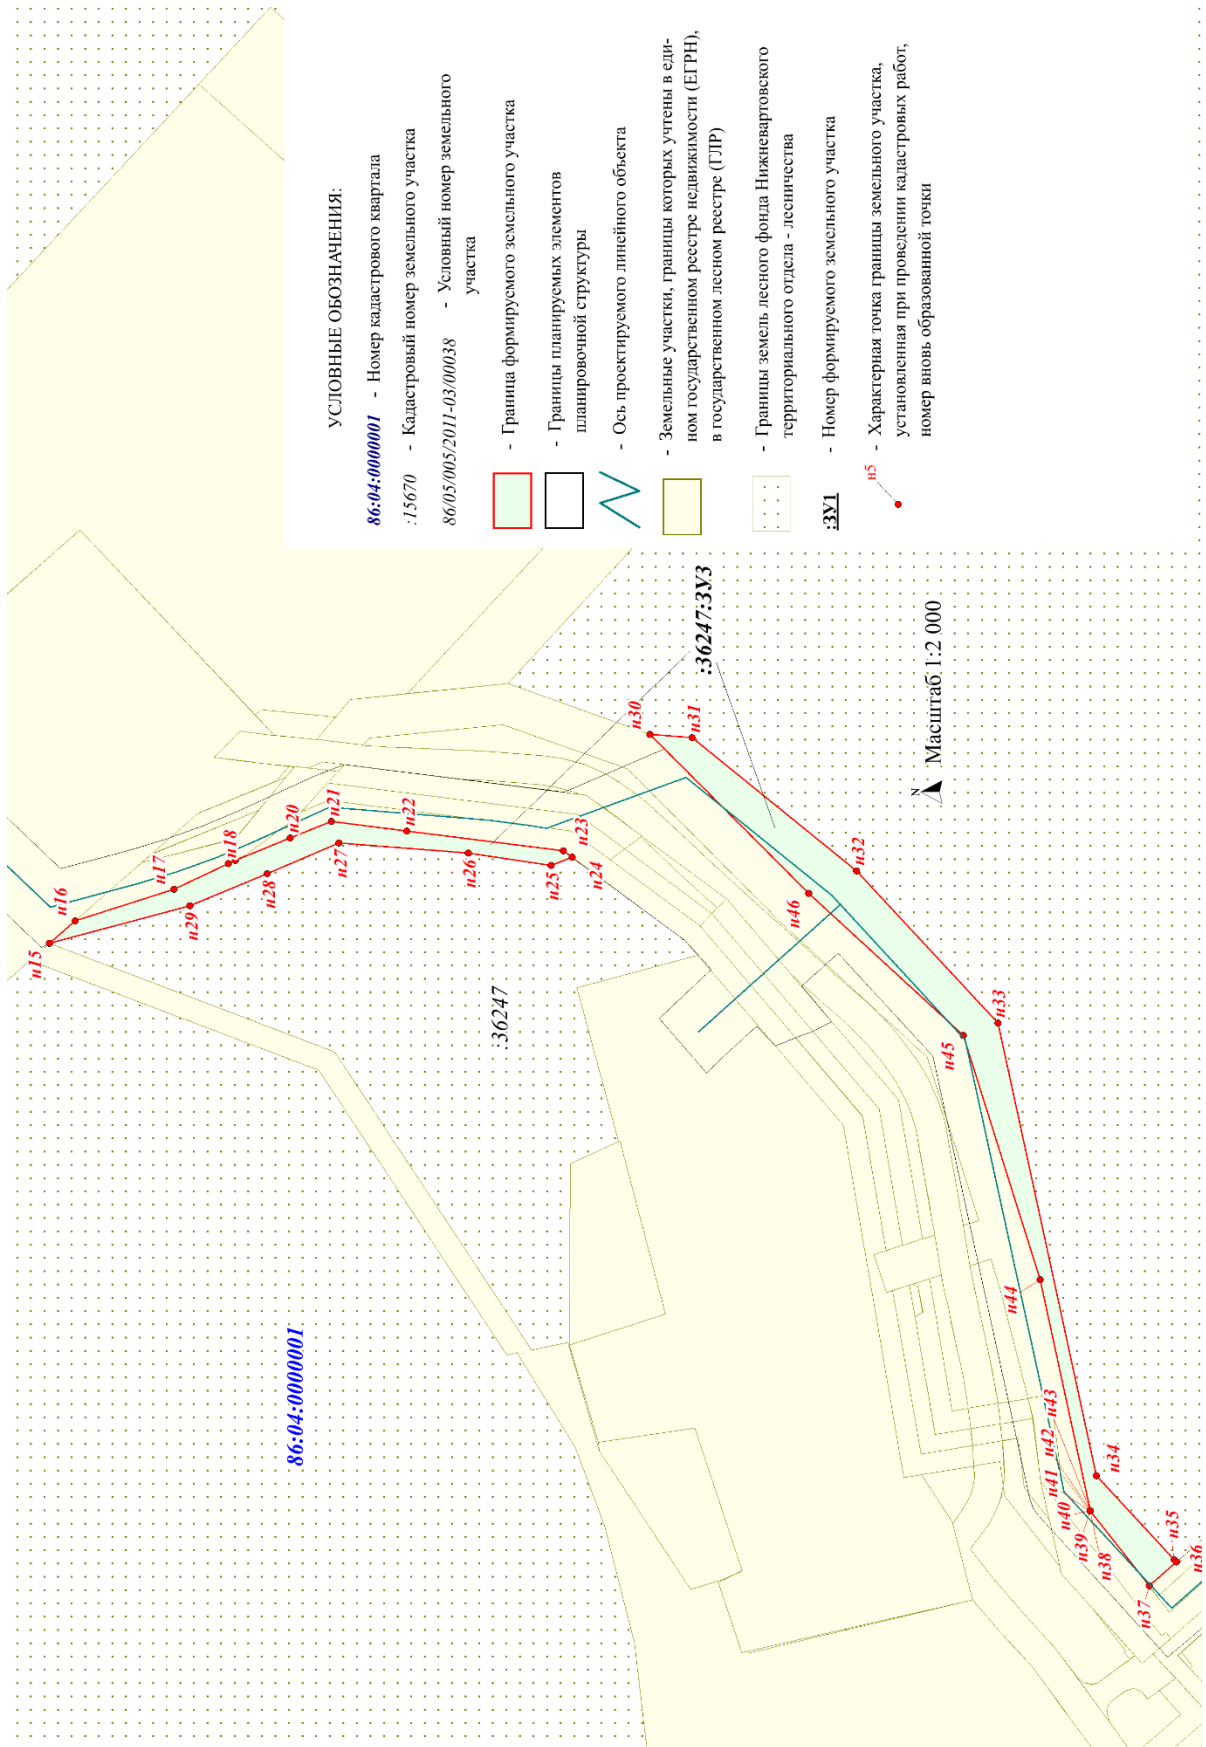 УСЛОВНЫЕ ОБОЗНАЧЕНИЯ:
86:04:0000001 - Номер кадастрового квартала
:15670 - Кадастровый номер земельного участка
86/05/005/2011-03/00038 - Условный номер земельного
участка
- Граница формируемого земельного участка
- Границы планируемых элементов
планировочной структуры
- Ось проектируемого линейного объекта
- Земельные участки, границы которых учтены в еди-
ном государственном реестре недвижимости (ЕГРН),
в государственном лесном реестре (ГЛР)
- Границы земель лесного фонда Нижневартовского
территориального отдела - лесничества
:ЗУ1 - Номер формируемого земельного участка
н5 - Характерная точка границы земельного участка,
установленная при проведении кадастровых работ,
номер вновь образованной точки
н15
н16
н17
н18
н20
н21
н22
н23
н24
н25
н26
н27
н28
н29
н30
н31
н32
н33
н34
н35
н36
н37
н38
н39
н40
н41
н42
н43
н44
н45
н46
:36247
:36247:ЗУ3
86:04:0000001
N
Масштаб 1:2 000